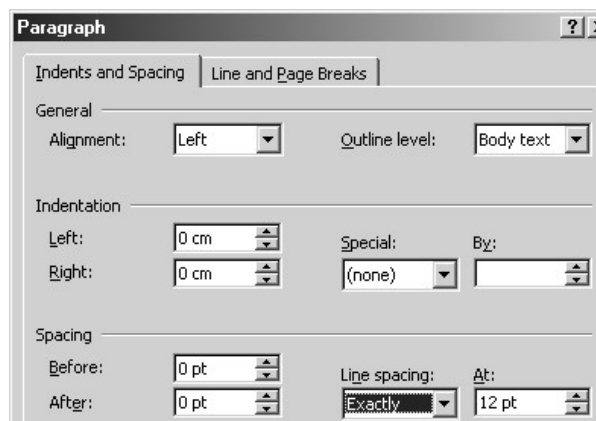 Paragraph
Indents and Spacing Line and Page Breaks
General
Alignment: Left Outline level: Body text
Indentation
Left: 0 cm Special: By:
Right: 0 cm (none)
Spacing
Before: 0 pt Line spacing: At:
After: 0 pt Exactly 12 pt